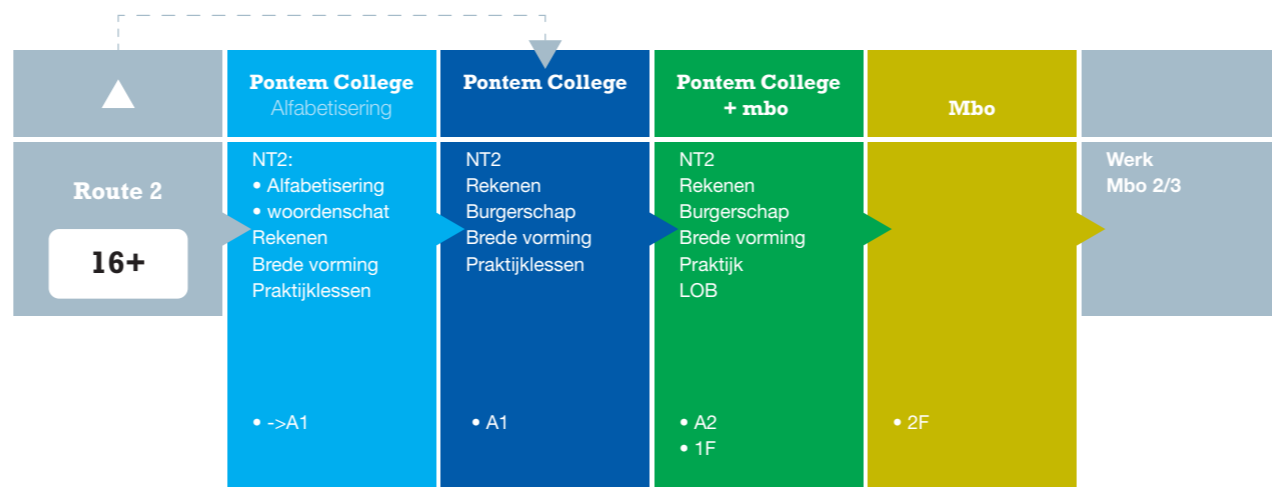 Pontem College
Alfabetisering
Pontem College
Pontem College
+ mbo
Mbo
Route 2
16+
NT2:
• Alfabetisering
• woordenschat
Rekenen
Brede vorming
Praktijklessen
• ->A1
NT2
Rekenen
Burgerschap
Brede vorming
Praktijklessen
• A1
NT2
Rekenen
Burgerschap
Brede vorming
Praktijk
LOB
• A2
• 1F
• 2F
Werk
Mbo 2/3